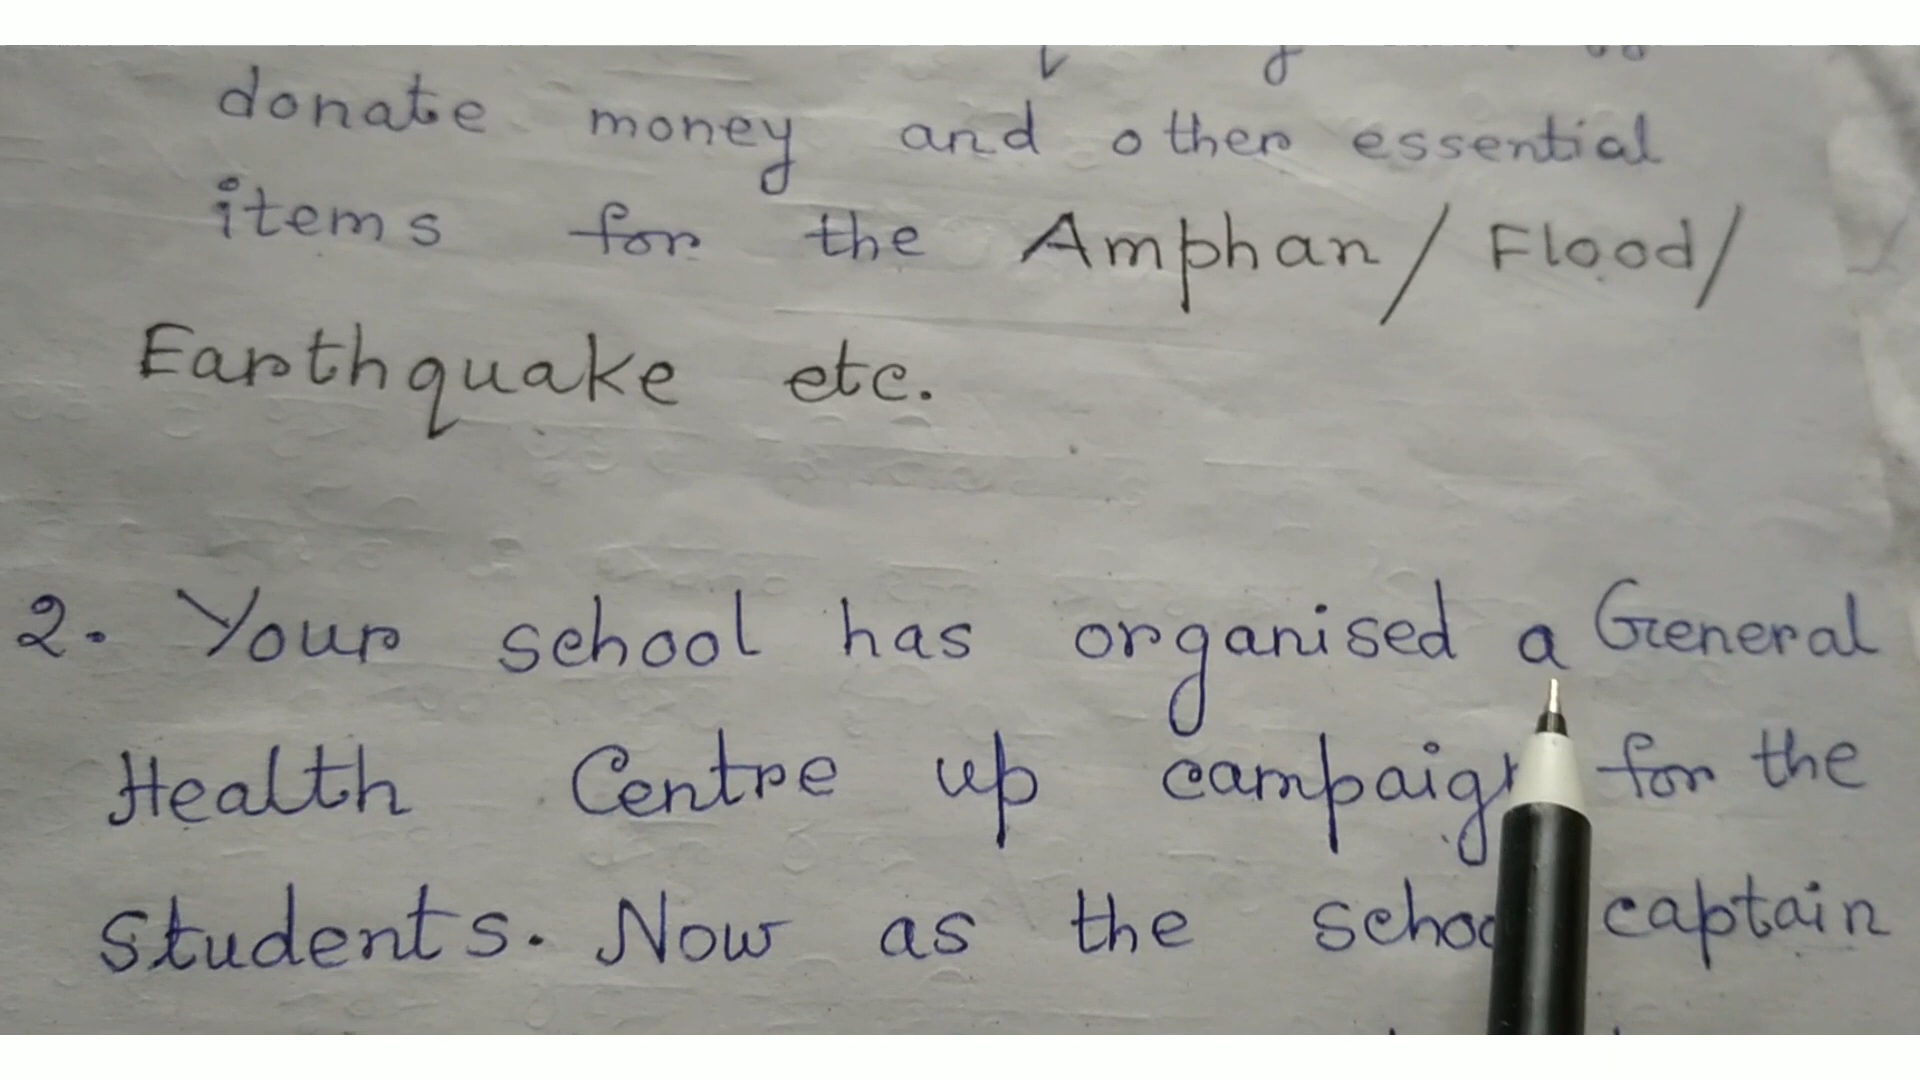 donate money and other essential
items for the Amphan / Flood /
Earthquake etc.
2. Your school has organised a General
Health Centre up campaign for the
students. Now as the school captain